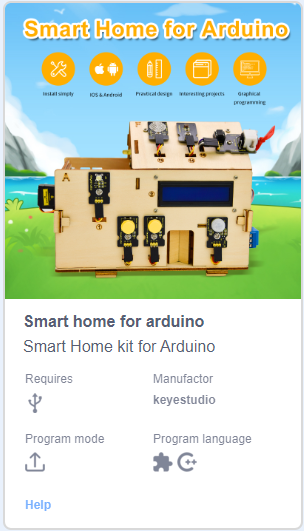 Smart Home for Arduino
Install simply
IOS & Android
Practical design
Interesting projects
Graphical
programming
A
Smart home for arduino
Smart Home kit for Arduino
Requires
Manufactor
keyestudio
Program mode
Program language
Help